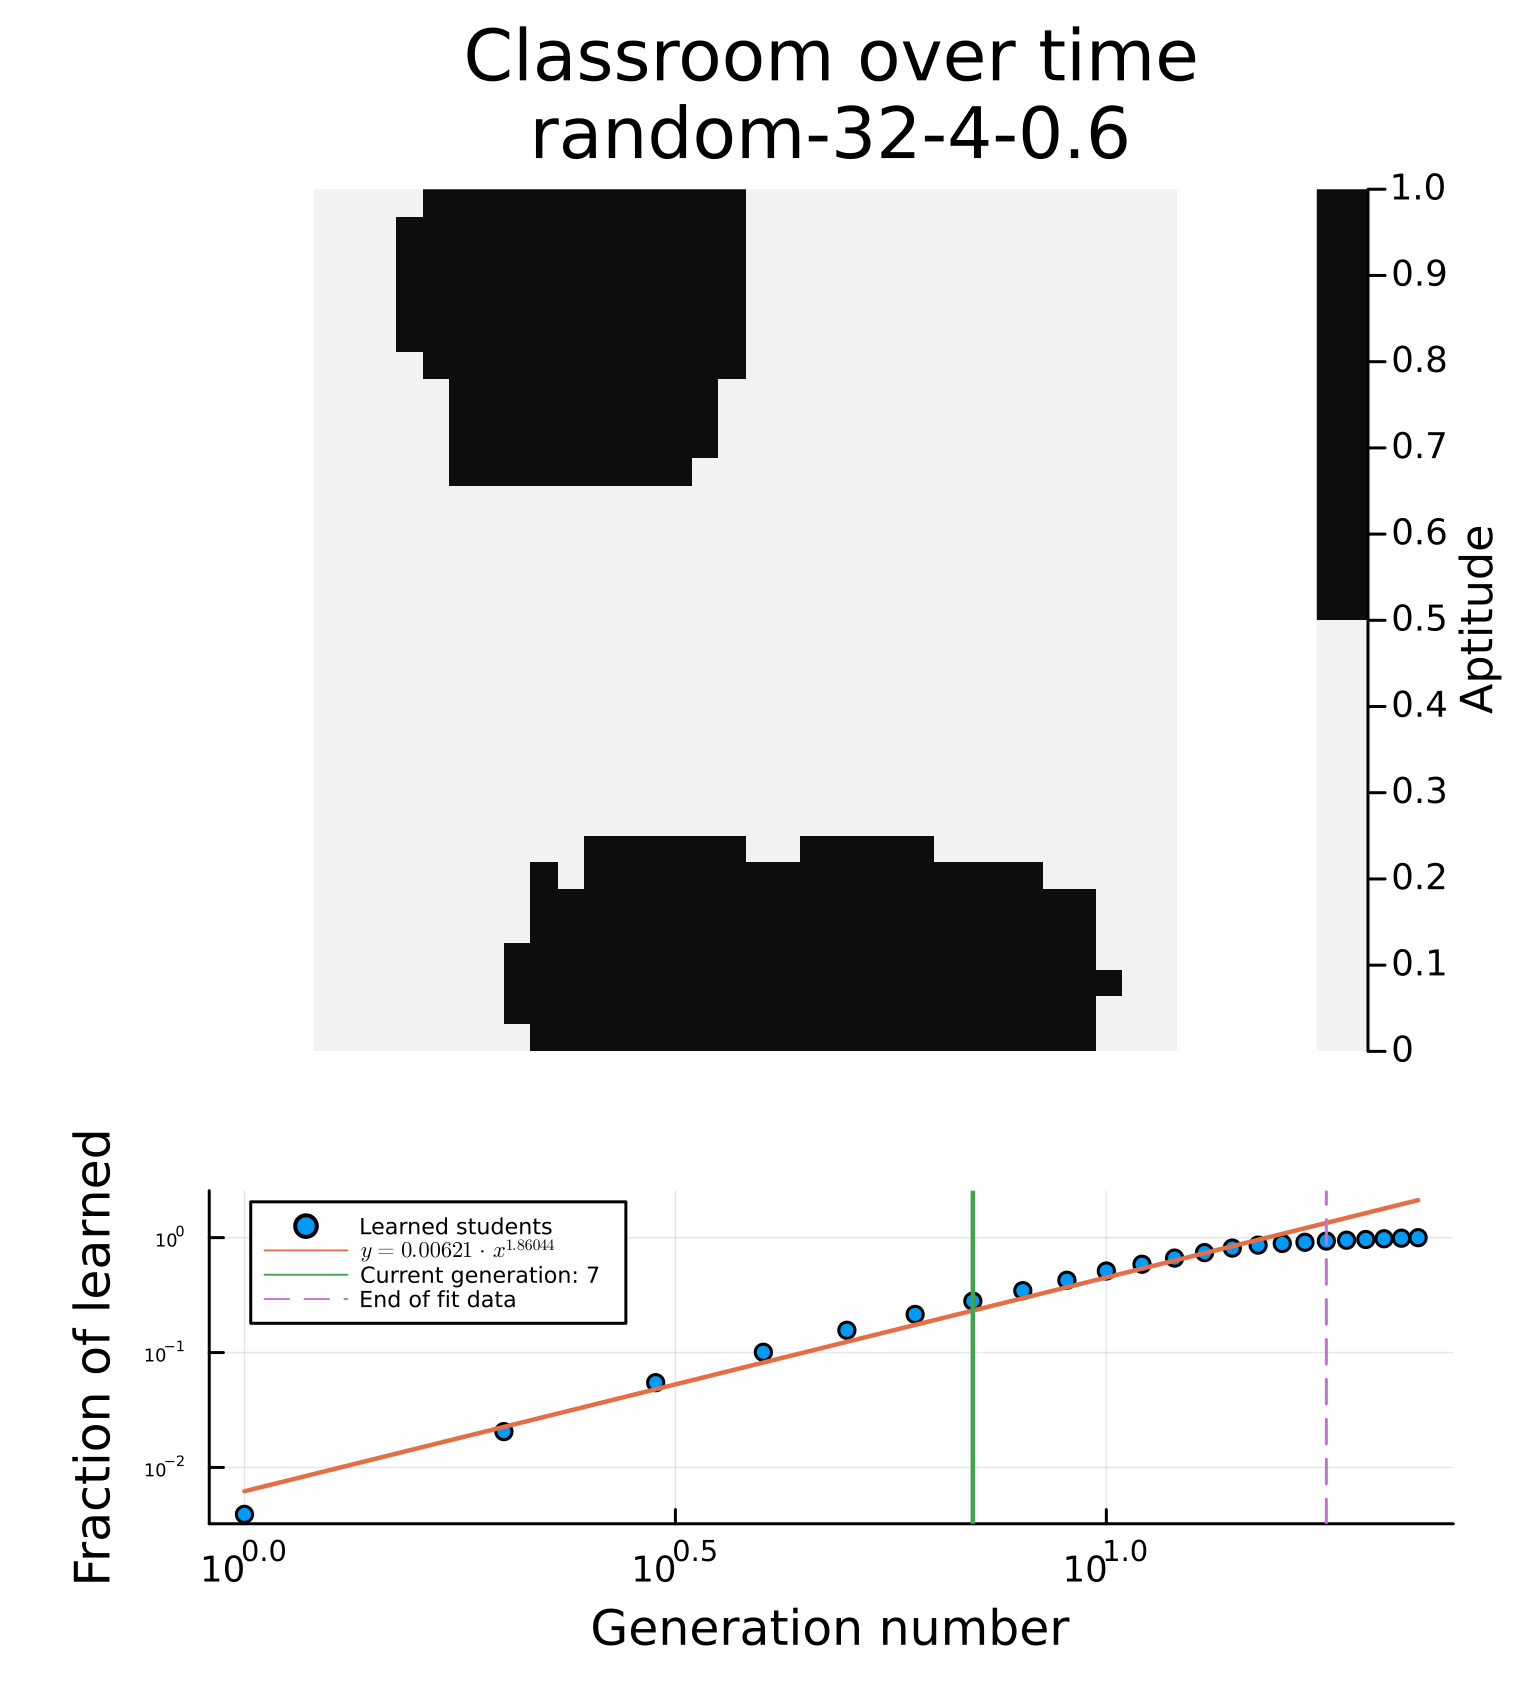 Classroom over time
random-32-4-0.6
1.0
0.9
0.8
0.7
0.6
0.5
0.4
0.3
0.2
0.1
0
Aptitude
Fraction of learned
10⁰
10⁻¹
10⁻²
Learned students
y = 0.00621 · x^1.86044
Current generation: 7
End of fit data
10^0.0 10^0.5 10^1.0
Generation number